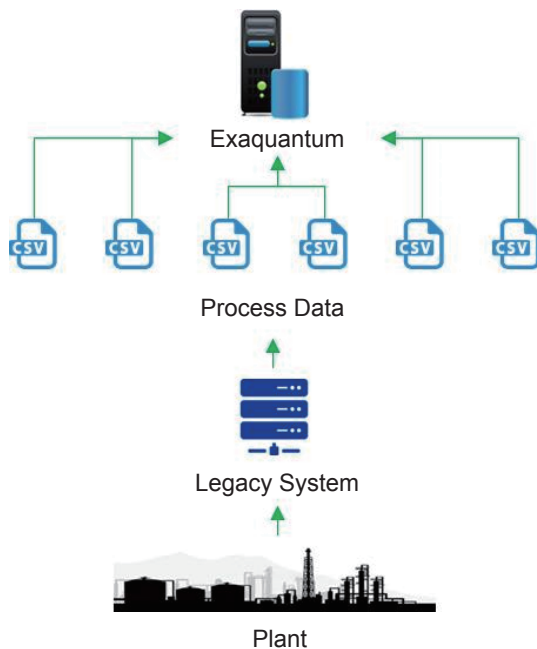 Exaquantum
CSV CSV CSV CSV CSV CSV
Process Data
Legacy System
Plant